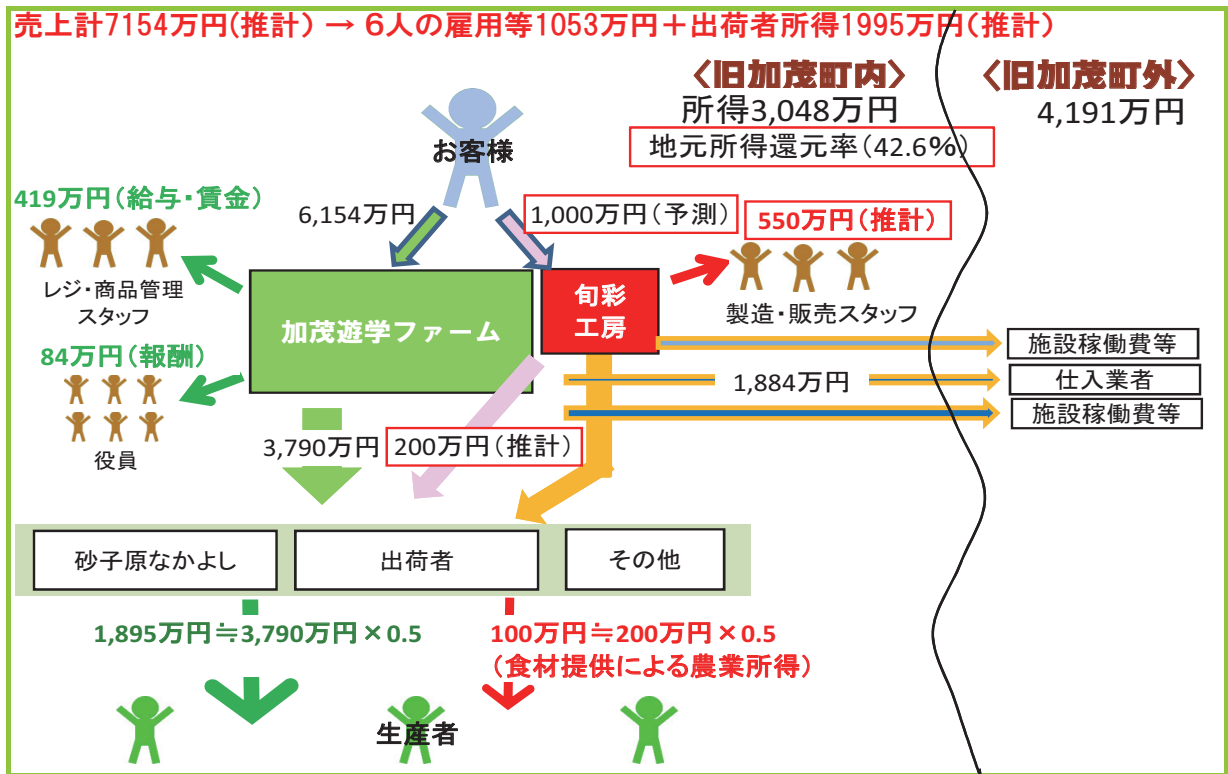 売上計7154万円(推計) → 6人の雇用等1053万円＋出荷者所得1995万円(推計)
〈旧加茂町内〉
所得3,048万円
地元所得還元率(42.6%)
〈旧加茂町外〉
4,191万円
お客様
419万円(給与・賃金)
レジ・商品管理
スタッフ
84万円(報酬)
役員
6,154万円
1,000万円(予測)
550万円(推計)
製造・販売スタッフ
加茂遊学ファーム
旬彩
工房
施設稼働費等
1,884万円
仕入業者
施設稼働費等
3,790万円
200万円(推計)
砂子原なかよし
出荷者
その他
1,895万円≒3,790万円×0.5
100万円≒200万円×0.5
(食材提供による農業所得)
生産者